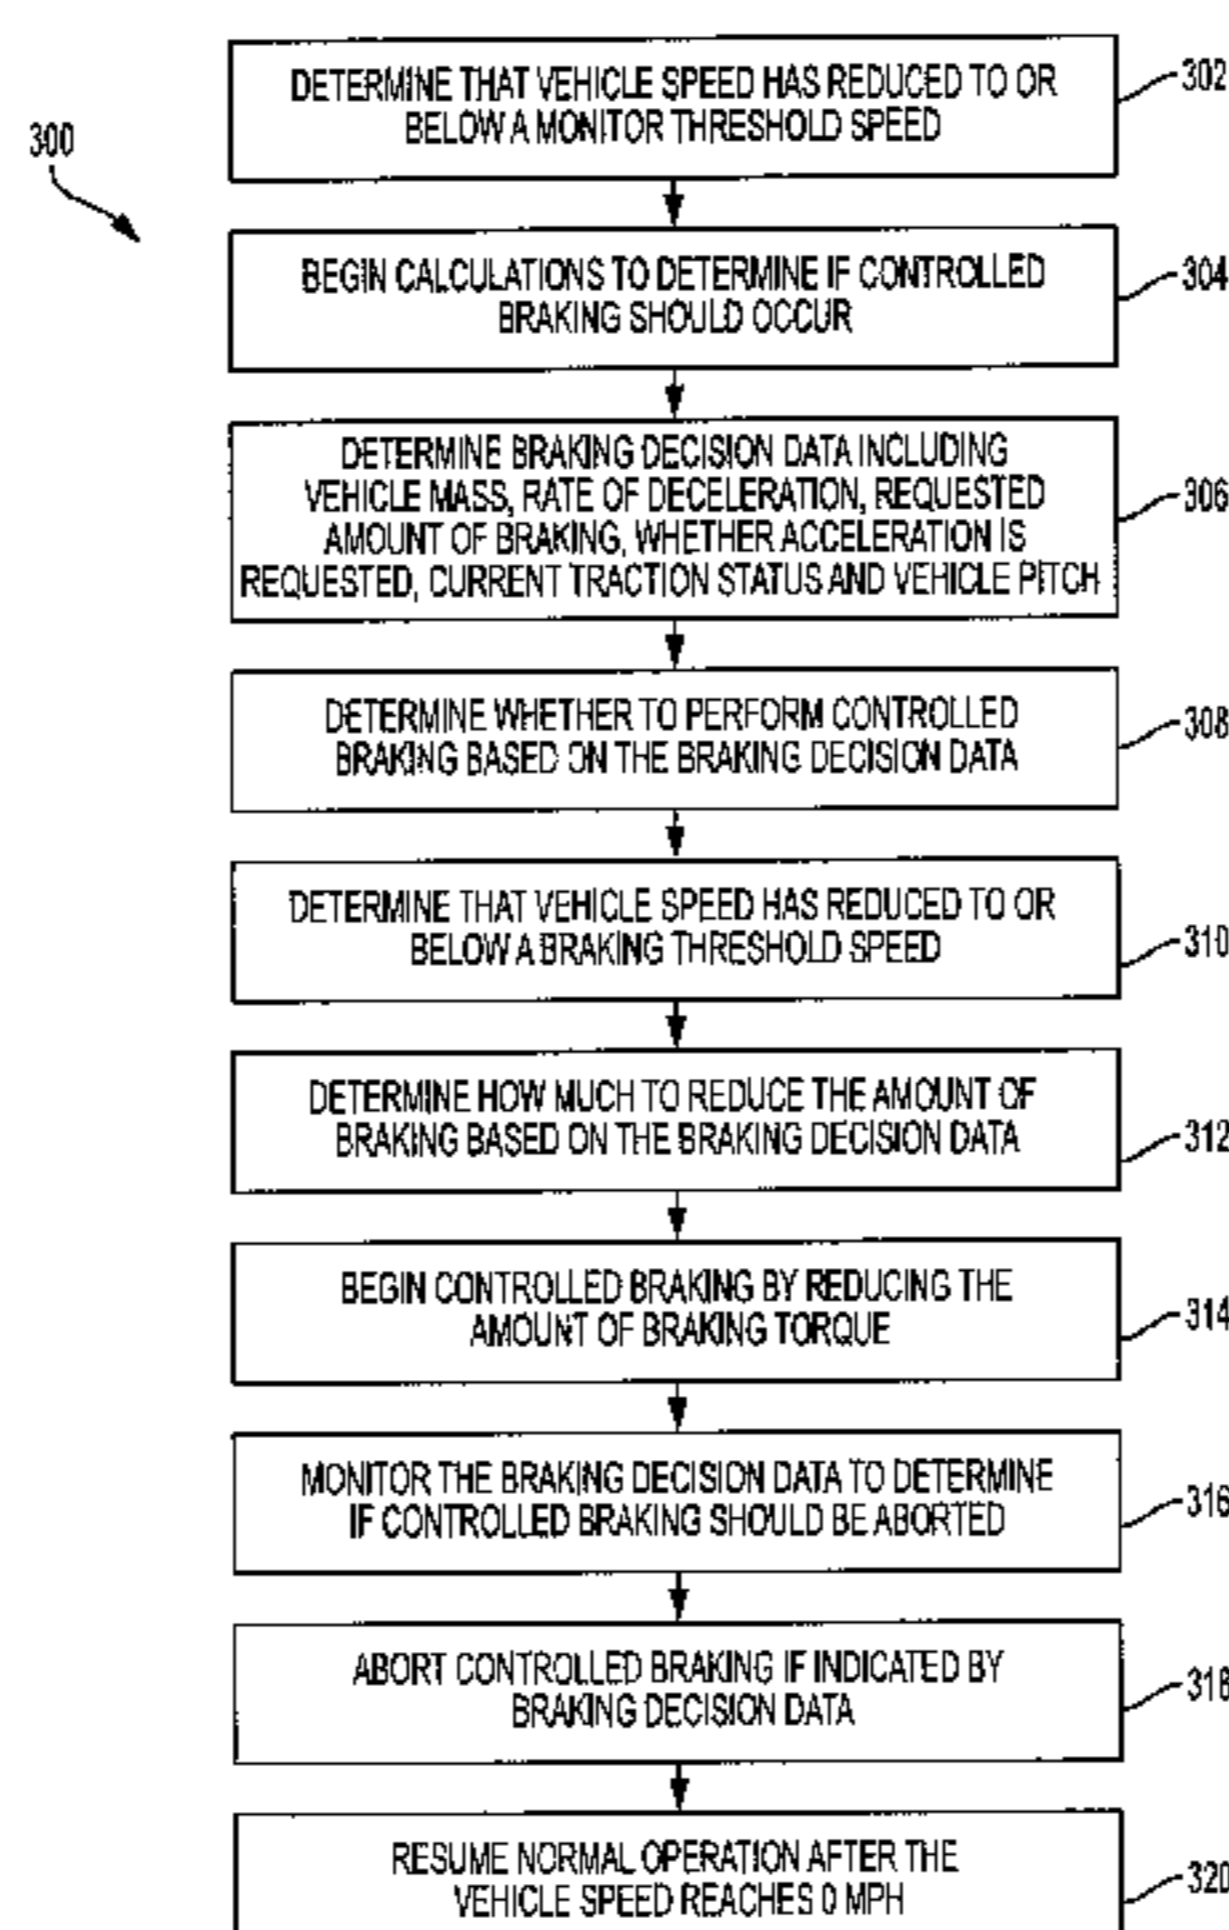 300
DETERMINE THAT VEHICLE SPEED HAS REDUCED TO OR
BELOW A MONITOR THRESHOLD SPEED
302
BEGIN CALCULATIONS TO DETERMINE IF CONTROLLED
BRAKING SHOULD OCCUR
304
DETERMINE BRAKING DECISION DATA INCLUDING
VEHICLE MASS, RATE OF DECELERATION, REQUESTED
AMOUNT OF BRAKING, WHETHER ACCELERATION IS
REQUESTED, CURRENT TRACTION STATUS AND VEHICLE PITCH
306
DETERMINE WHETHER TO PERFORM CONTROLLED
BRAKING BASED ON THE BRAKING DECISION DATA
308
DETERMINE THAT VEHICLE SPEED HAS REDUCED TO OR
BELOW A BRAKING THRESHOLD SPEED
310
DETERMINE HOW MUCH TO REDUCE THE AMOUNT OF
BRAKING BASED ON THE BRAKING DECISION DATA
312
BEGIN CONTROLLED BRAKING BY REDUCING THE
AMOUNT OF BRAKING TORQUE
314
MONITOR THE BRAKING DECISION DATA TO DETERMINE
IF CONTROLLED BRAKING SHOULD BE ABORTED
316
ABORT CONTROLLED BRAKING IF INDICATED BY
BRAKING DECISION DATA
318
RESUME NORMAL OPERATION AFTER THE
VEHICLE SPEED REACHES 0 MPH
320